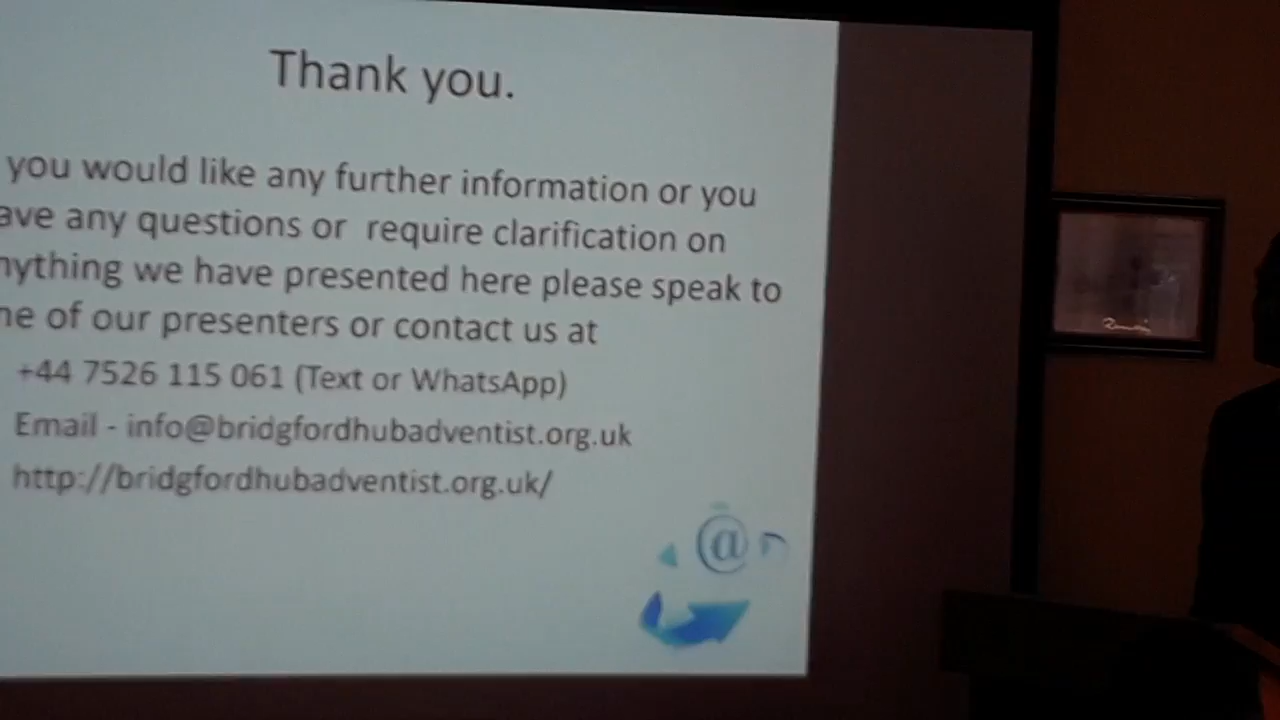 Thank you.
you would like any further information or you
ave any questions or require clarification on
nything we have presented here please speak to
ne of our presenters or contact us at
+44 7526 115 061 (Text or WhatsApp)
Email - info@bridgfordhubadventist.org.uk
http://bridgfordhubadventist.org.uk/
@